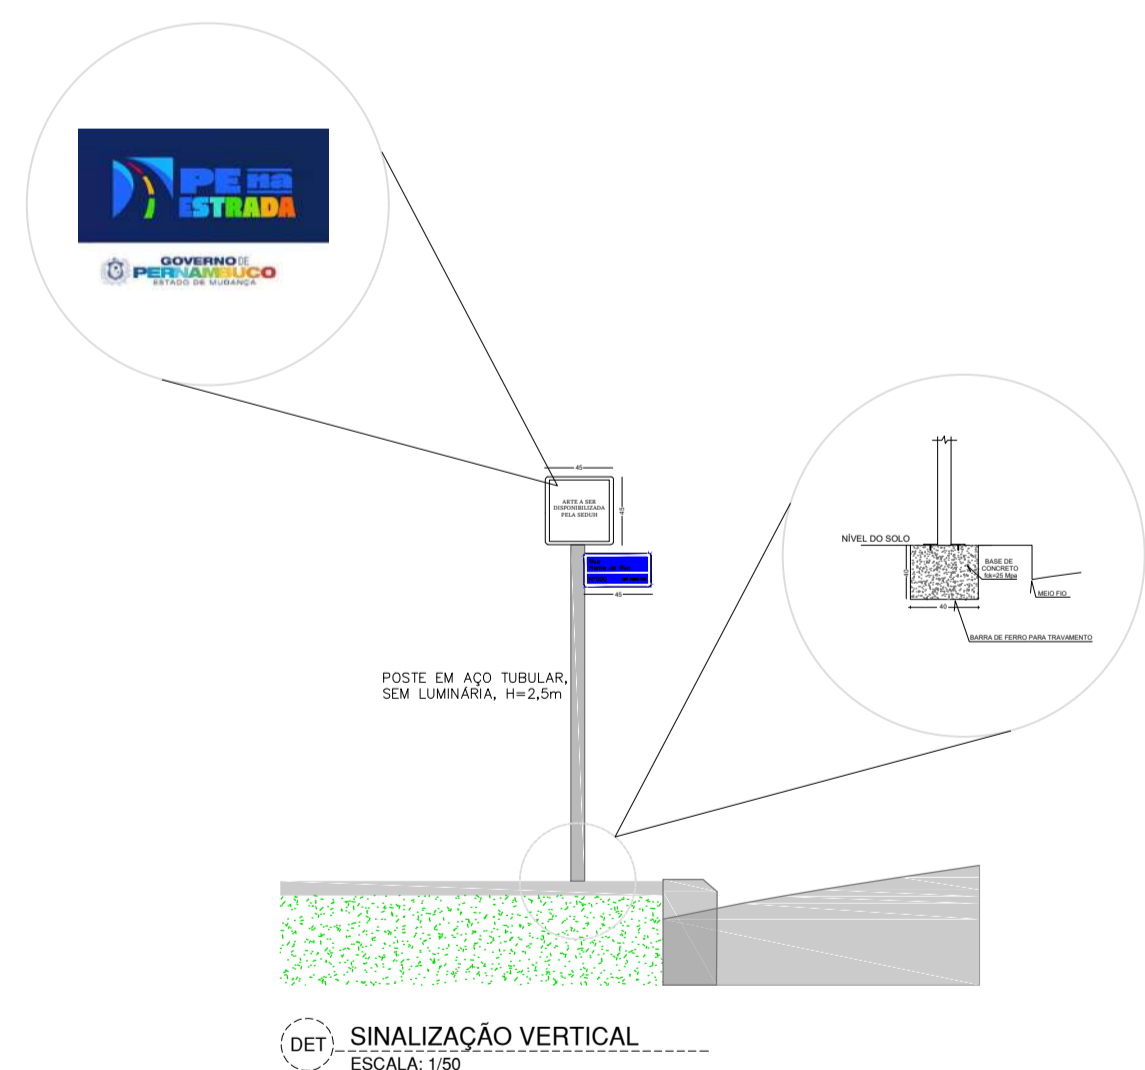 PE na
ESTRADA
GOVERNO DE
PERNAMBUCO
ESTADO DE MUDANÇA
45
ARTE A SER
DISPONIBILIZADA
PELA SEDUH
45
45
POSTE EM AÇO TUBULAR,
SEM LUMINÁRIA, H=2,5m
NÍVEL DO SOLO
BASE DE
CONCRETO
fck=25 Mpa
40
MEIO FIO
40
BARRA DE FERRO PARA TRAVAMENTO
DET
SINALIZAÇÃO VERTICAL
ESCALA: 1/50